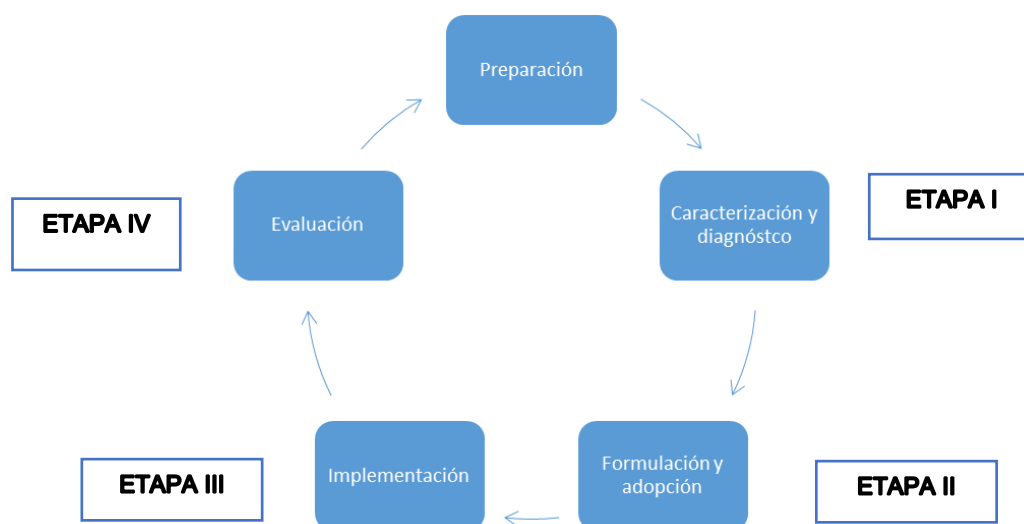 Preparación
ETAPA I
Caracterización y
diagnóstco
ETAPA IV
Evaluación
Formulación y
adopción
ETAPA II
Implementación
ETAPA III